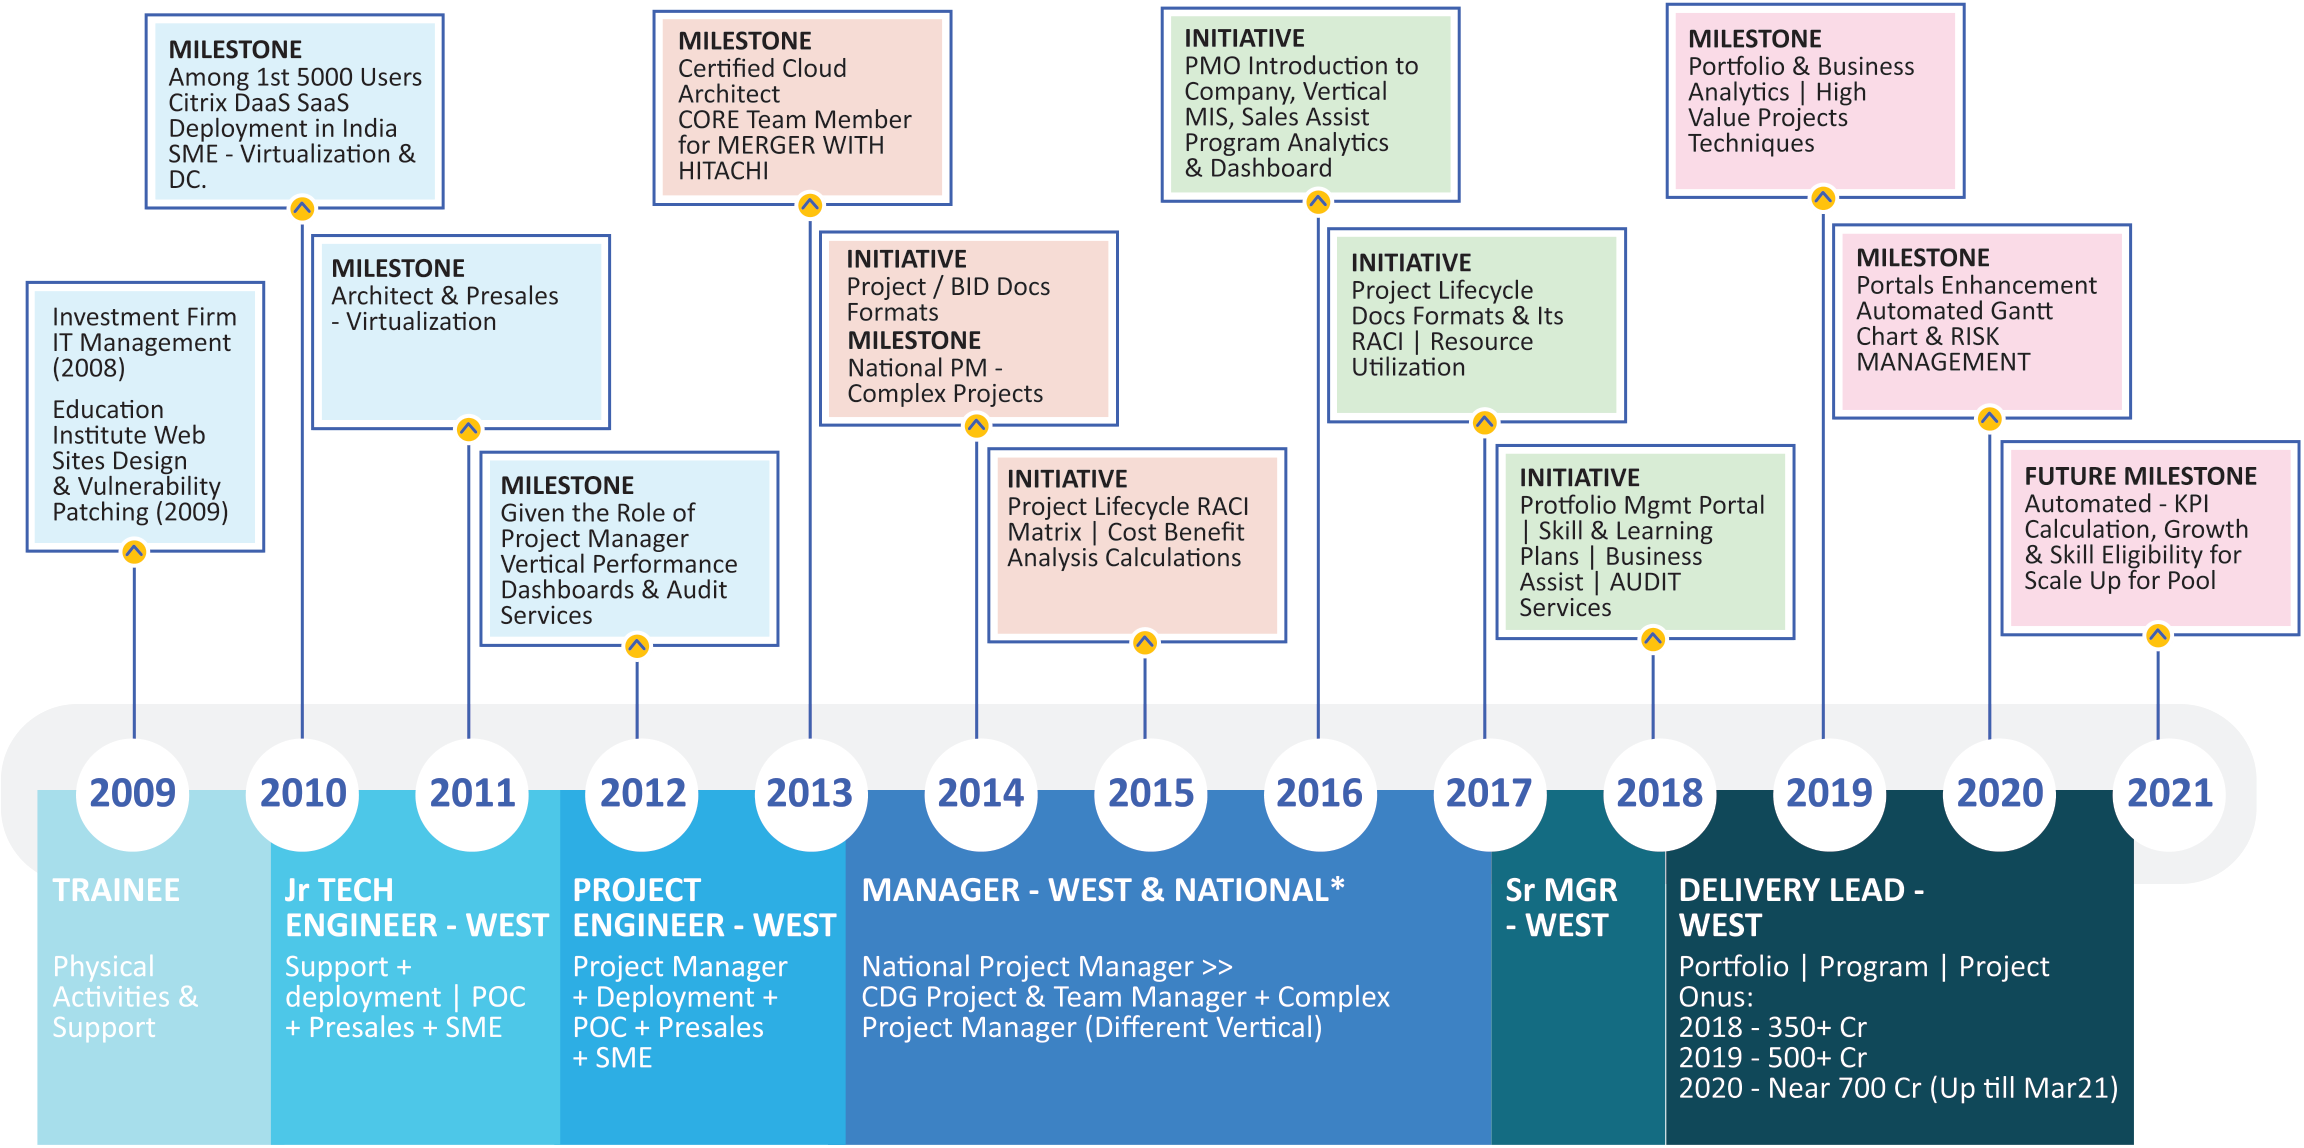 MILESTONE
Among 1st 5000 Users
Citrix DaaS SaaS
Deployment in India
SME - Virtualization &
DC.
MILESTONE
Certified Cloud
Architect
CORE Team Member
for MERGER WITH
HITACHI
INITIATIVE
PMO Introduction to
Company, Vertical
MIS, Sales Assist
Program Analytics
& Dashboard
MILESTONE
Portfolio & Business
Analytics | High
Value Projects
Techniques
Investment Firm
IT Management
(2008)
Education
Institute Web
Sites Design
& Vulnerability
Patching (2009)
MILESTONE
Architect & Presales
- Virtualization
MILESTONE
Given the Role of
Project Manager
Vertical Performance
Dashboards & Audit
Services
INITIATIVE
Project / BID Docs
Formats
MILESTONE
National PM -
Complex Projects
INITIATIVE
Project Lifecycle RACI
Matrix | Cost Benefit
Analysis Calculations
INITIATIVE
Project Lifecycle
Docs Formats & Its
RACI | Resource
Utilization
INITIATIVE
Protfolio Mgmt Portal
| Skill & Learning
Plans | Business
Assist | AUDIT
Services
MILESTONE
Portals Enhancement
Automated Gantt
Chart & RISK
MANAGEMENT
FUTURE MILESTONE
Automated - KPI
Calculation, Growth
& Skill Eligibility for
Scale Up for Pool
2009 2010 2011 2012 2013 2014 2015 2016 2017 2018 2019 2020 2021
TRAINEE
Physical
Activities &
Support
Jr TECH
ENGINEER - WEST
Support +
deployment | POC
+ Presales + SME
PROJECT
ENGINEER - WEST
Project Manager
+ Deployment +
POC + Presales
+ SME
MANAGER - WEST & NATIONAL*
National Project Manager >>
CDG Project & Team Manager + Complex
Project Manager (Different Vertical)
Sr MGR
- WEST
DELIVERY LEAD -
WEST
Portfolio | Program | Project
Onus:
2018 - 350+ Cr
2019 - 500+ Cr
2020 - Near 700 Cr (Up till Mar21)